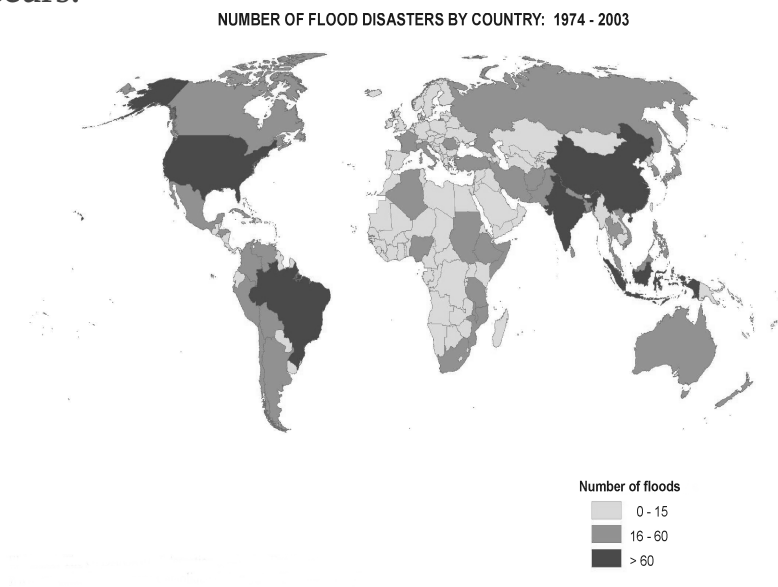 NUMBER OF FLOOD DISASTERS BY COUNTRY: 1974 - 2003
Number of floods
0 - 15
16 - 60
> 60